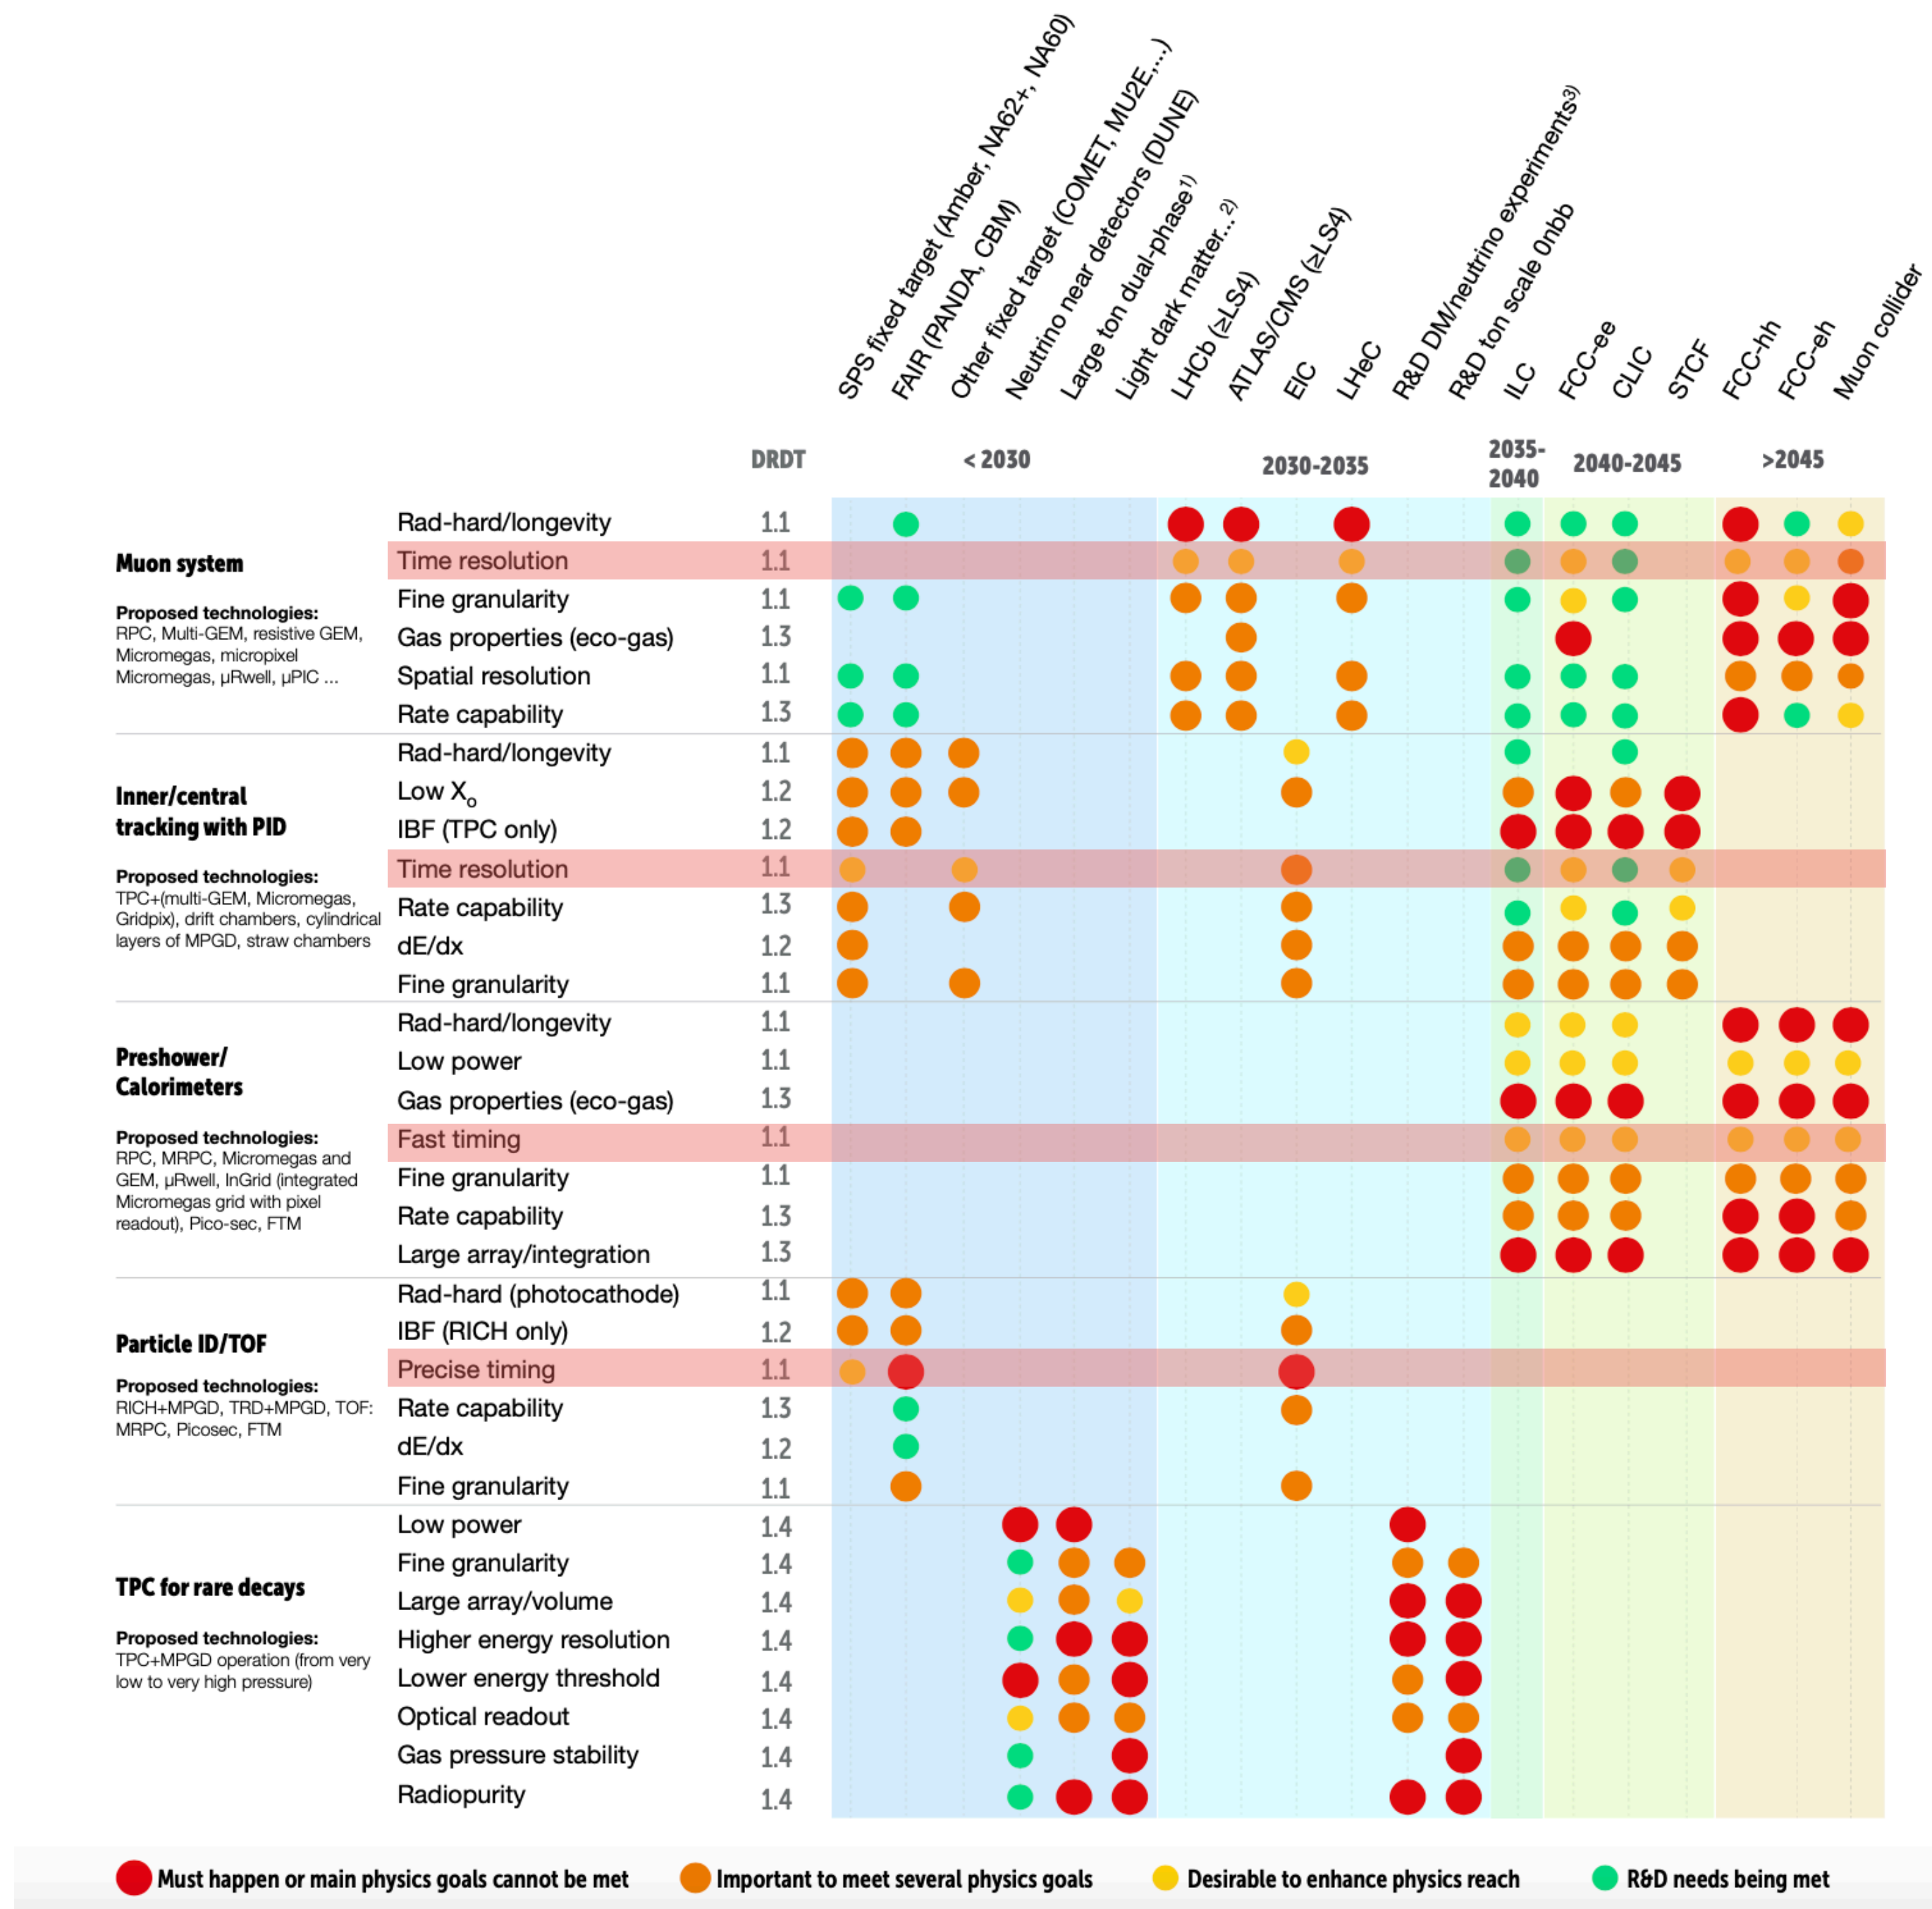 SPS fixed target (Amber, NA62+, NA60)
FAIR (PANDA, CBM)
Other fixed target (COMET, MU2E,...)
Neutrino near detectors (DUNE)
Large ton dual-phase1)
Light dark matter...2)
LHCb (≥LS4)
ATLAS/CMS (≥LS4)
EIC
LHeC
R&D DM/neutrino experiments3)
R&D ton scale 0nbb
ILC
FCC-ee
CLIC
STCF
FCC-hh
FCC-eh
Muon collider
DRDT
< 2030
2030-2035
2035-
2040
2040-2045
>2045
Muon system
Proposed technologies:
RPC, Multi-GEM, resistive GEM,
Micromegas, micropixel
Micromegas, µRwell, µPIC ...
Rad-hard/longevity 1.1
Time resolution 1.1
Fine granularity 1.1
Gas properties (eco-gas) 1.3
Spatial resolution 1.1
Rate capability 1.3
Inner/central
tracking with PID
Proposed technologies:
TPC+(multi-GEM, Micromegas,
Gridpix), drift chambers, cylindrical
layers of MPGD, straw chambers
Rad-hard/longevity 1.1
Low Xo 1.2
IBF (TPC only) 1.2
Time resolution 1.1
Rate capability 1.3
dE/dx 1.2
Fine granularity 1.1
Preshower/
Calorimeters
Proposed technologies:
RPC, MRPC, Micromegas and
GEM, µRwell, InGrid (integrated
Micromegas grid with pixel
readout), Pico-sec, FTM
Rad-hard/longevity 1.1
Low power 1.1
Gas properties (eco-gas) 1.3
Fast timing 1.1
Fine granularity 1.1
Rate capability 1.3
Large array/integration 1.3
Particle ID/TOF
Proposed technologies:
RICH+MPGD, TRD+MPGD, TOF:
MRPC, Picosec, FTM
Rad-hard (photocathode) 1.1
IBF (RICH only) 1.2
Precise timing 1.1
Rate capability 1.3
dE/dx 1.2
Fine granularity 1.1
TPC for rare decays
Proposed technologies:
TPC+MPGD operation (from very
low to very high pressure)
Low power 1.4
Fine granularity 1.4
Large array/volume 1.4
Higher energy resolution 1.4
Lower energy threshold 1.4
Optical readout 1.4
Gas pressure stability 1.4
Radiopurity 1.4
Must happen or main physics goals cannot be met
Important to meet several physics goals
Desirable to enhance physics reach
R&D needs being met